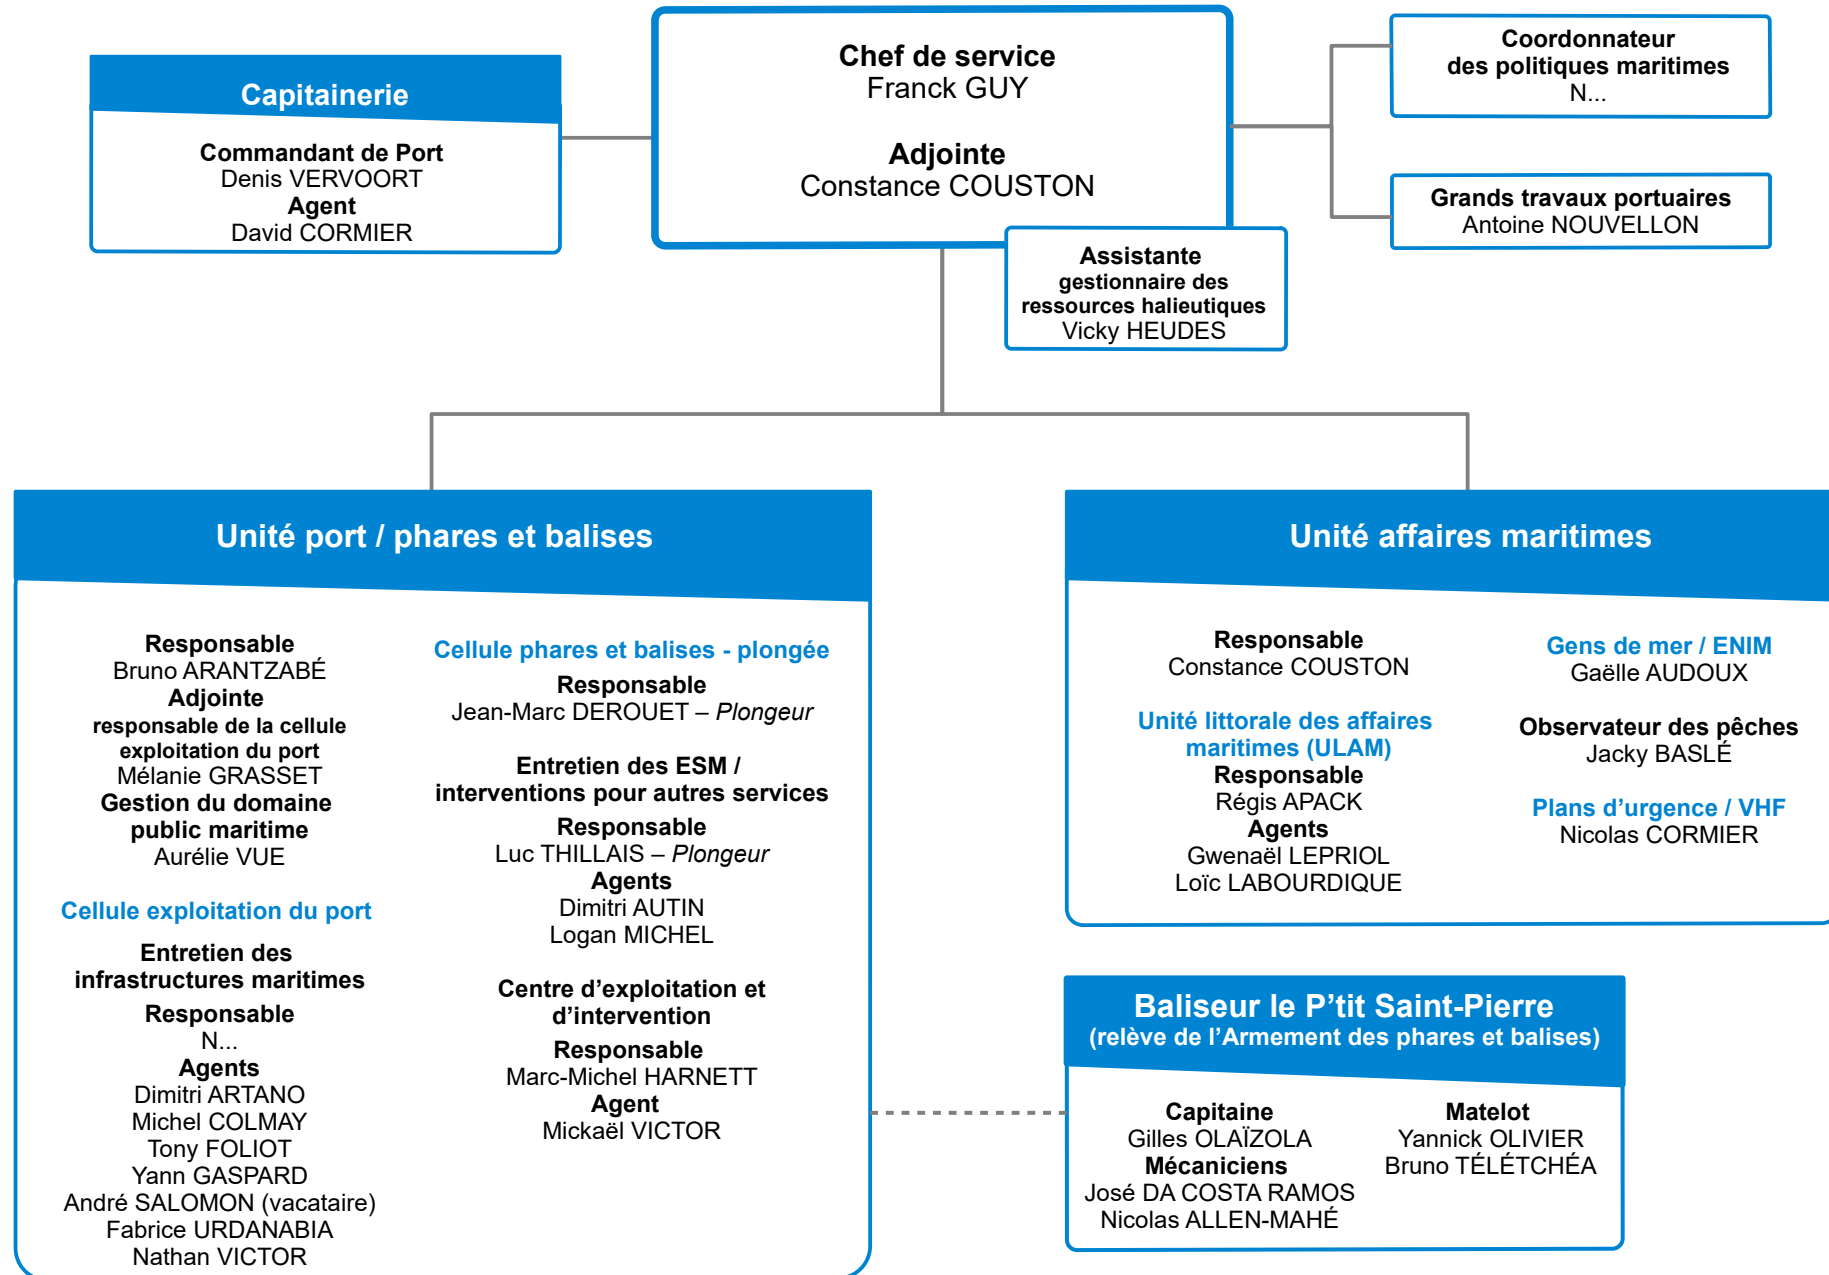 Capitainerie
Commandant de Port
Denis VERVOORT
Agent
David CORMIER
Chef de service
Franck GUY
Adjointe
Constance COUSTON
Assistante
gestionnaire des
ressources halieutiques
Vicky HEUDES
Coordonnateur
des politiques maritimes
N...
Grands travaux portuaires
Antoine NOUVELLON
Unité port / phares et balises
Responsable
Bruno ARANTZABÉ
Adjointe
responsable de la cellule
exploitation du port
Mélanie GRASSET
Gestion du domaine
public maritime
Aurélie VUE
Cellule exploitation du port
Entretien des
infrastructures maritimes
Responsable
N...
Agents
Dimitri ARTANO
Michel COLMAY
Tony FOLIOT
Yann GASPARD
André SALOMON (vacataire)
Fabrice URDANABIA
Nathan VICTOR
Cellule phares et balises - plongée
Responsable
Jean-Marc DEROUET – Plongeur
Entretien des ESM /
interventions pour autres services
Responsable
Luc THILLAIS – Plongeur
Agents
Dimitri AUTIN
Logan MICHEL
Centre d’exploitation et
d’intervention
Responsable
Marc-Michel HARNETT
Agent
Mickaël VICTOR
Unité affaires maritimes
Responsable
Constance COUSTON
Unité littorale des affaires
maritimes (ULAM)
Responsable
Régis APACK
Agents
Gwenaël LEPRIOL
Loïc LABOURDIQUE
Gens de mer / ENIM
Gaëlle AUDOUX
Observateur des pêches
Jacky BASLÉ
Plans d’urgence / VHF
Nicolas CORMIER
Baliseur le P’tit Saint-Pierre
(relève de l’Armement des phares et balises)
Capitaine
Gilles OLAÏZOLA
Mécaniciens
José DA COSTA RAMOS
Nicolas ALLEN-MAHÉ
Matelot
Yannick OLIVIER
Bruno TÉLÉTCHÉA